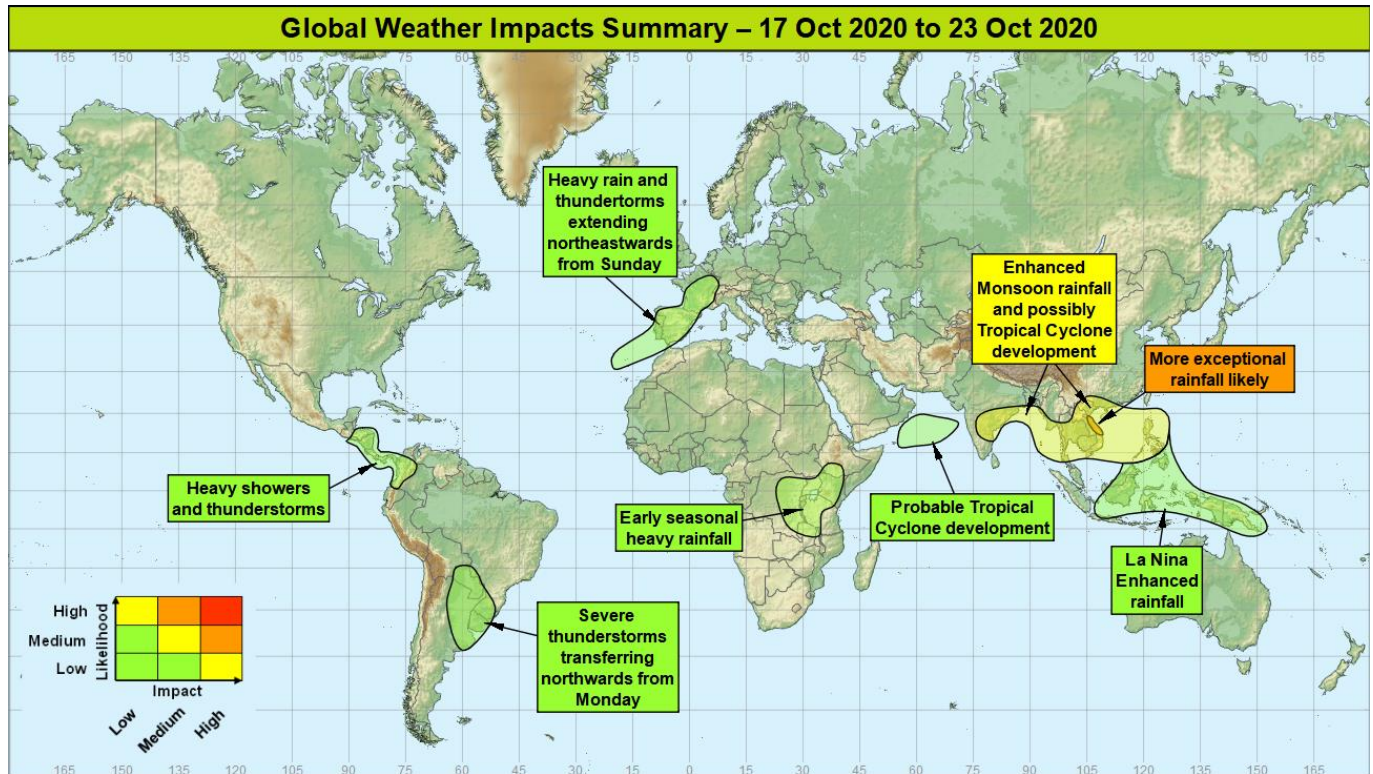 Global Weather Impacts Summary – 17 Oct 2020 to 23 Oct 2020
165 150 135 120 105 90 75 60 45 30 15 0 15 30 45 60 75 90 105 120 135 150 165
Heavy rain and
thundertorms
extending
northeastwards
from Sunday
Enhanced
Monsoon rainfall
and possibly
Tropical Cyclone
development
More exceptional
rainfall likely
Heavy showers
and thunderstorms
Early seasonal
heavy rainfall
Probable Tropical
Cyclone development
La Nina
Enhanced
rainfall
Severe
thunderstorms
transferring
northwards from
Monday
High
Medium
Low
Likelihood
Impact
Low
Medium
High
165 150 135 120 105 90 75 60 45 30 15 0 15 30 45 60 75 90 105 120 135 150 165